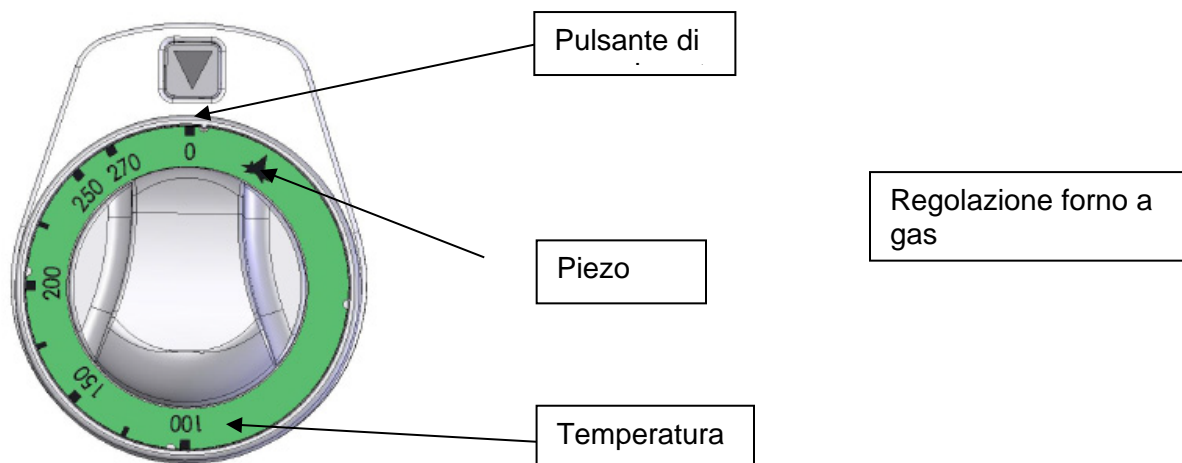 Pulsante di
0
270
250
200
150
100
Piezo
Regolazione forno a
gas
Temperatura